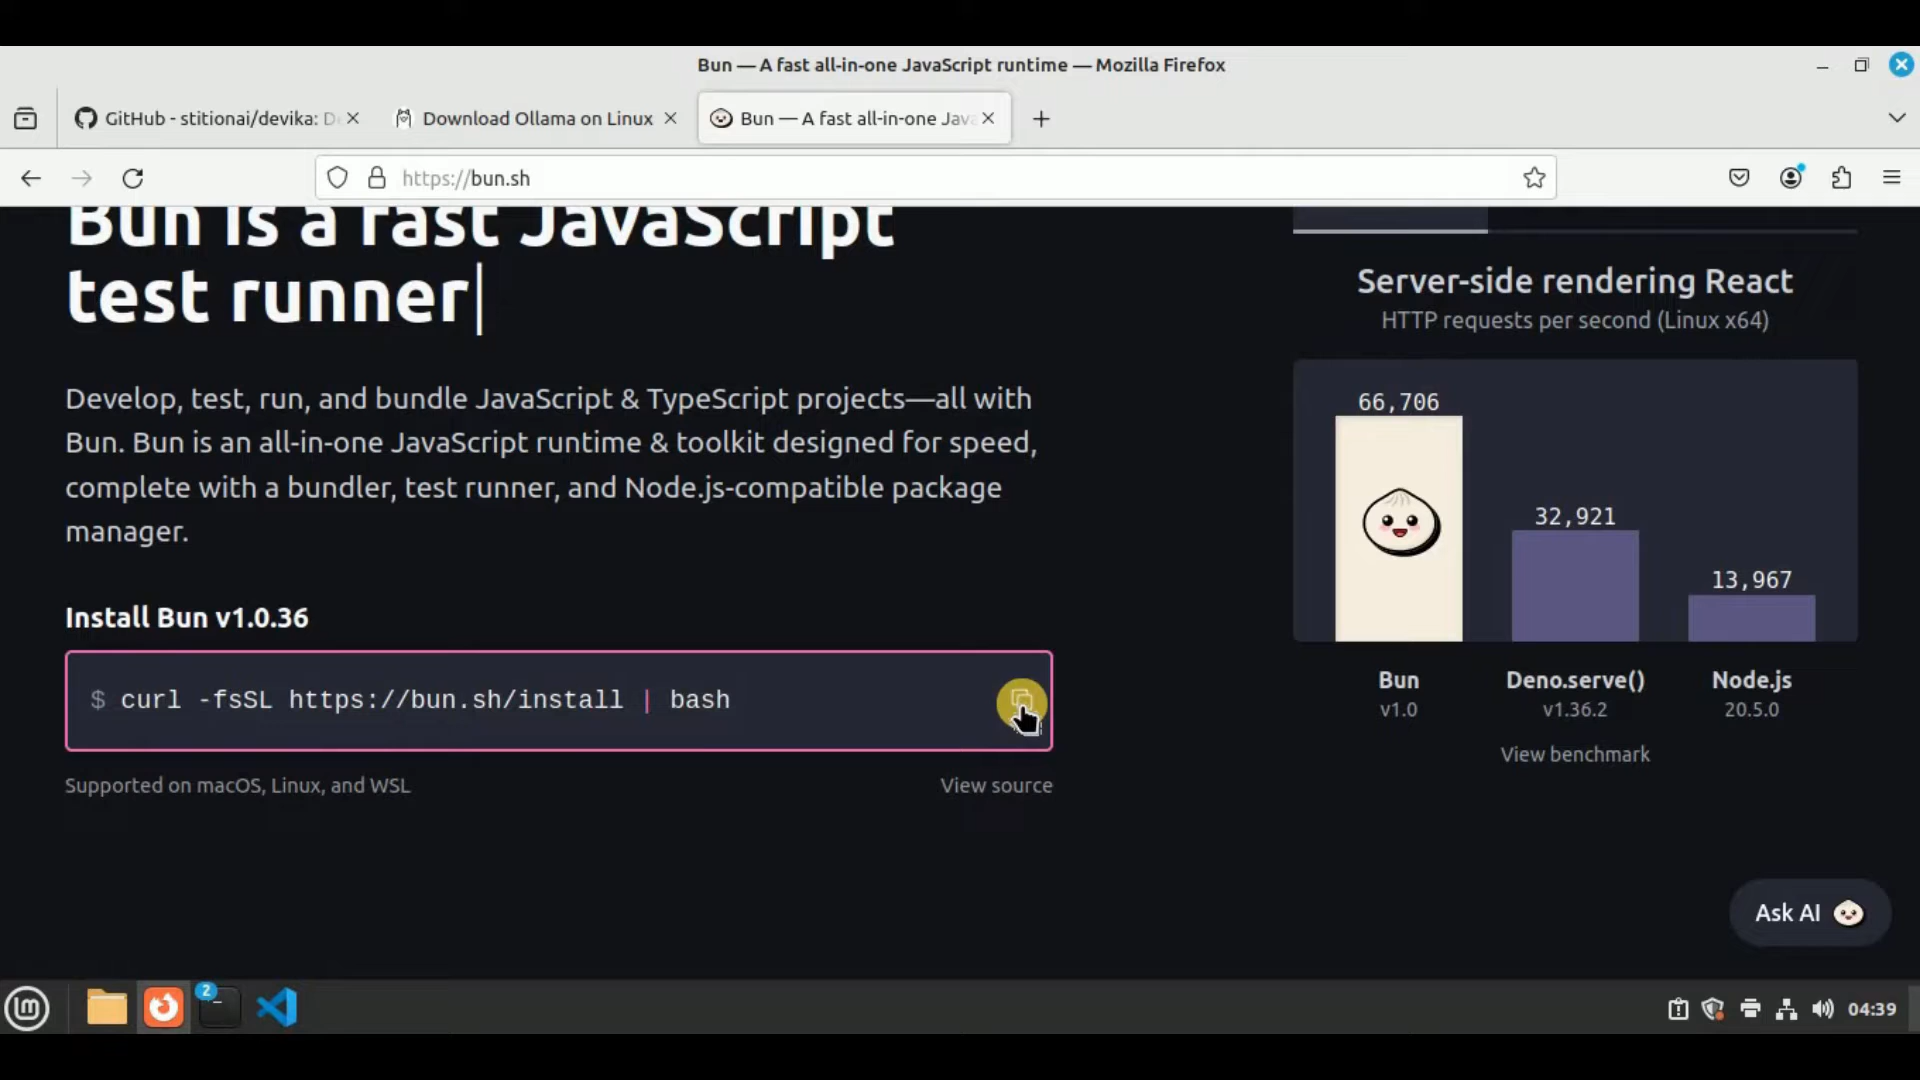 Bun — A fast all-in-one JavaScript runtime — Mozilla Firefox
GitHub - stitionai/devika: D
Download Ollama on Linux
Bun — A fast all-in-one Java
https://bun.sh
Bun is a fast JavaScript
test runner
Develop, test, run, and bundle JavaScript & TypeScript projects—all with
Bun. Bun is an all-in-one JavaScript runtime & toolkit designed for speed,
complete with a bundler, test runner, and Node.js-compatible package
manager.
Install Bun v1.0.36
$ curl -fsSL https://bun.sh/install | bash
Supported on macOS, Linux, and WSL
View source
Server-side rendering React
HTTP requests per second (Linux x64)
66,706
32,921
13,967
Bun
v1.0
Deno.serve()
v1.36.2
Node.js
20.5.0
View benchmark
Ask AI
2
04:39